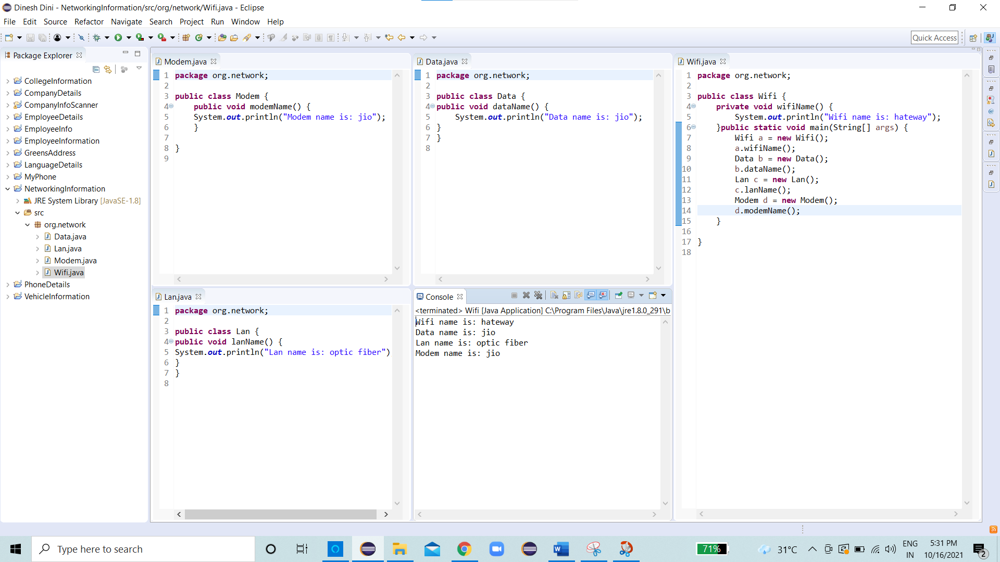 Dinesh Dini - NetworkingInformation/src/org/network/Wifi.java - Eclipse
File Edit Source Refactor Navigate Search Project Run Window Help
Quick Access
Package Explorer
CollegeInformation
CompanyDetails
CompanyInfoScanner
EmployeeDetails
EmployeeInfo
EmployeeInformation
GreensAddress
LanguageDetails
MyPhone
NetworkingInformation
JRE System Library [JavaSE-1.8]
src
org.network
Data.java
Lan.java
Modem.java
Wifi.java
PhoneDetails
VehicleInformation
Modem.java
1 package org.network;
2
3 public class Modem {
4 public void modemName() {
5 System.out.println("Modem name is: jio");
6 }
7
8 }
9
Data.java
1 package org.network;
2
3 public class Data {
4 public void dataName() {
5 System.out.println("Data name is: jio");
6 }
7 }
8
Wifi.java
1 package org.network;
2
3 public class Wifi {
4 private void wifiName() {
5 System.out.println("Wifi name is: hateway");
6 }public static void main(String[] args) {
7 Wifi a = new Wifi();
8 a.wifiName();
9 Data b = new Data();
10 b.dataName();
11 Lan c = new Lan();
12 c.lanName();
13 Modem d = new Modem();
14 d.modemName();
15 }
16
17 }
18
Lan.java
1 package org.network;
2
3 public class Lan {
4 public void lanName() {
5 System.out.println("Lan name is: optic fiber")
6 }
7 }
8
Console
<terminated> Wifi [Java Application] C:\Program Files\Java\jre1.8.0_291\b
Wifi name is: hateway
Data name is: jio
Lan name is: optic fiber
Modem name is: jio
Type here to search
71%
31°C
ENG
IN
5:31 PM
10/16/2021
2